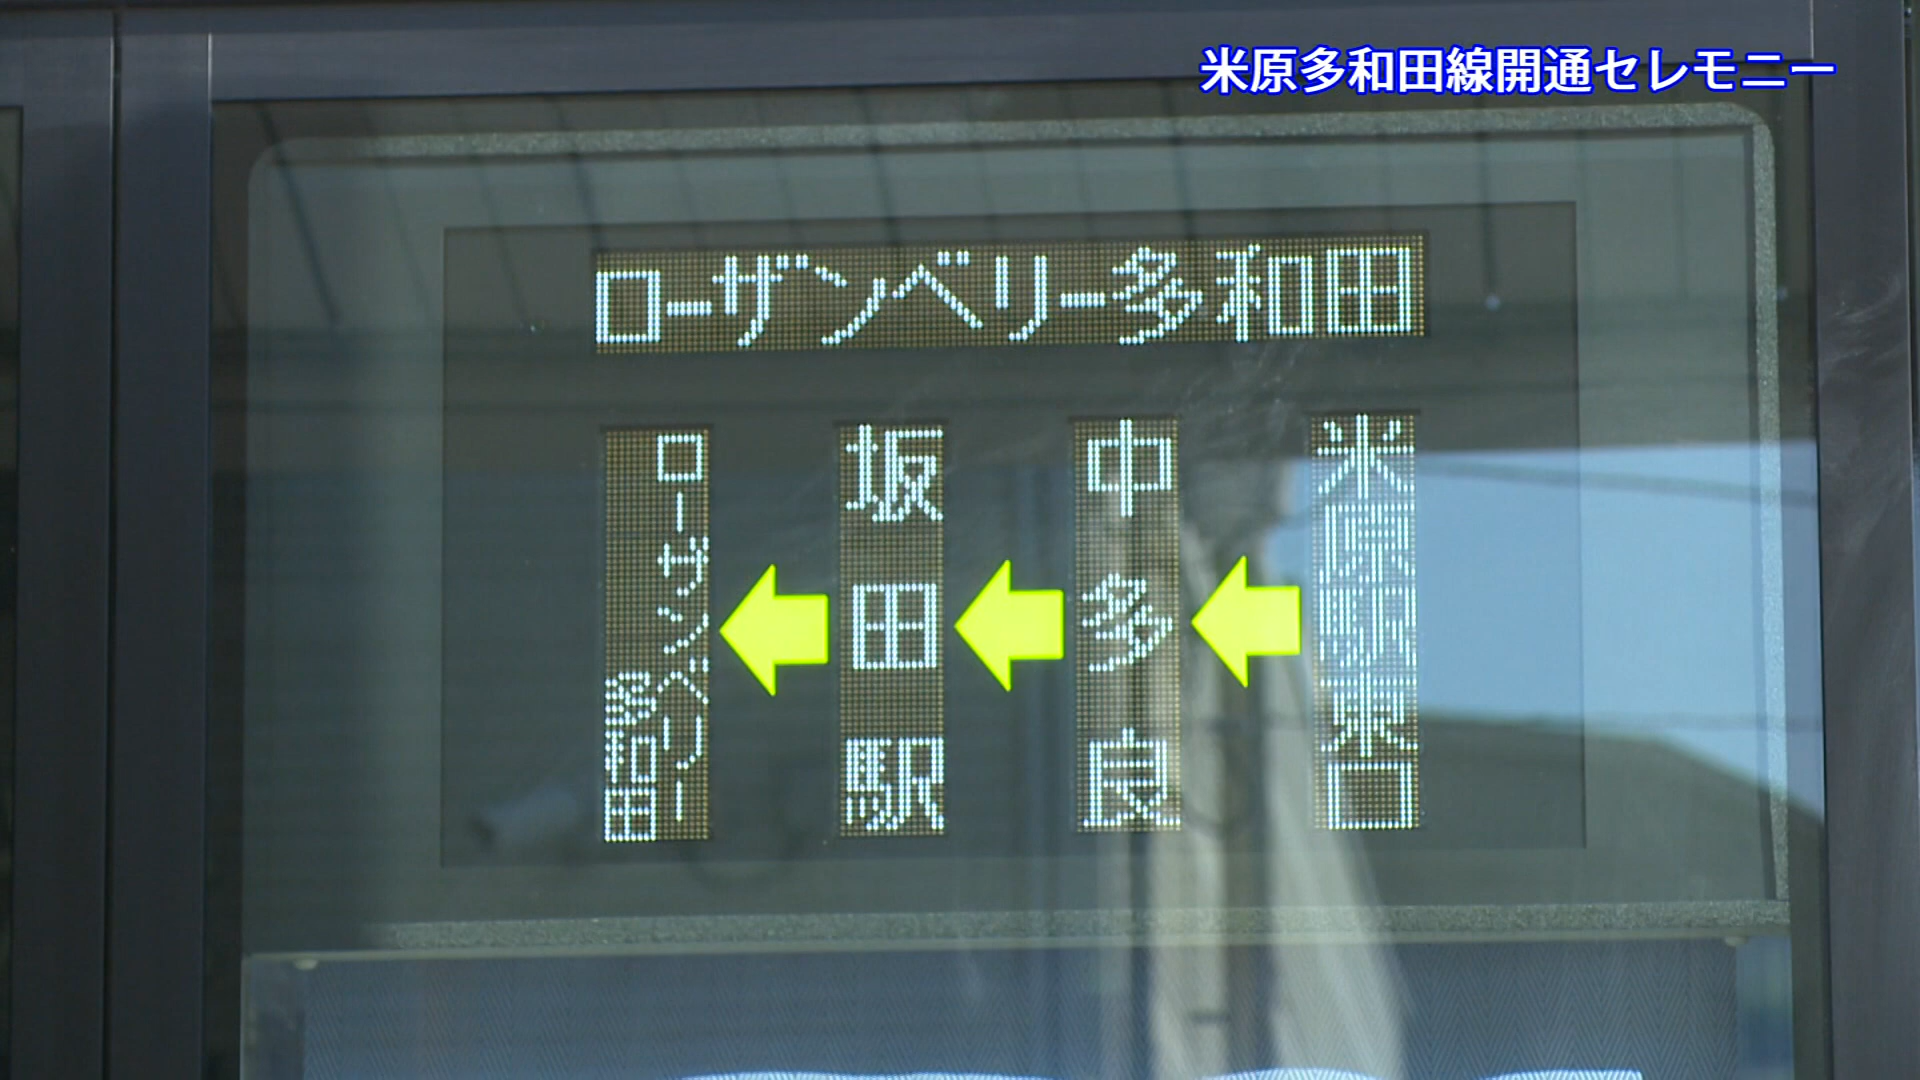 米原多和田線開通セレモニー
ローザンベリー多和田
米原駅東口
中多良
坂田駅
ローザンベリー
多和田